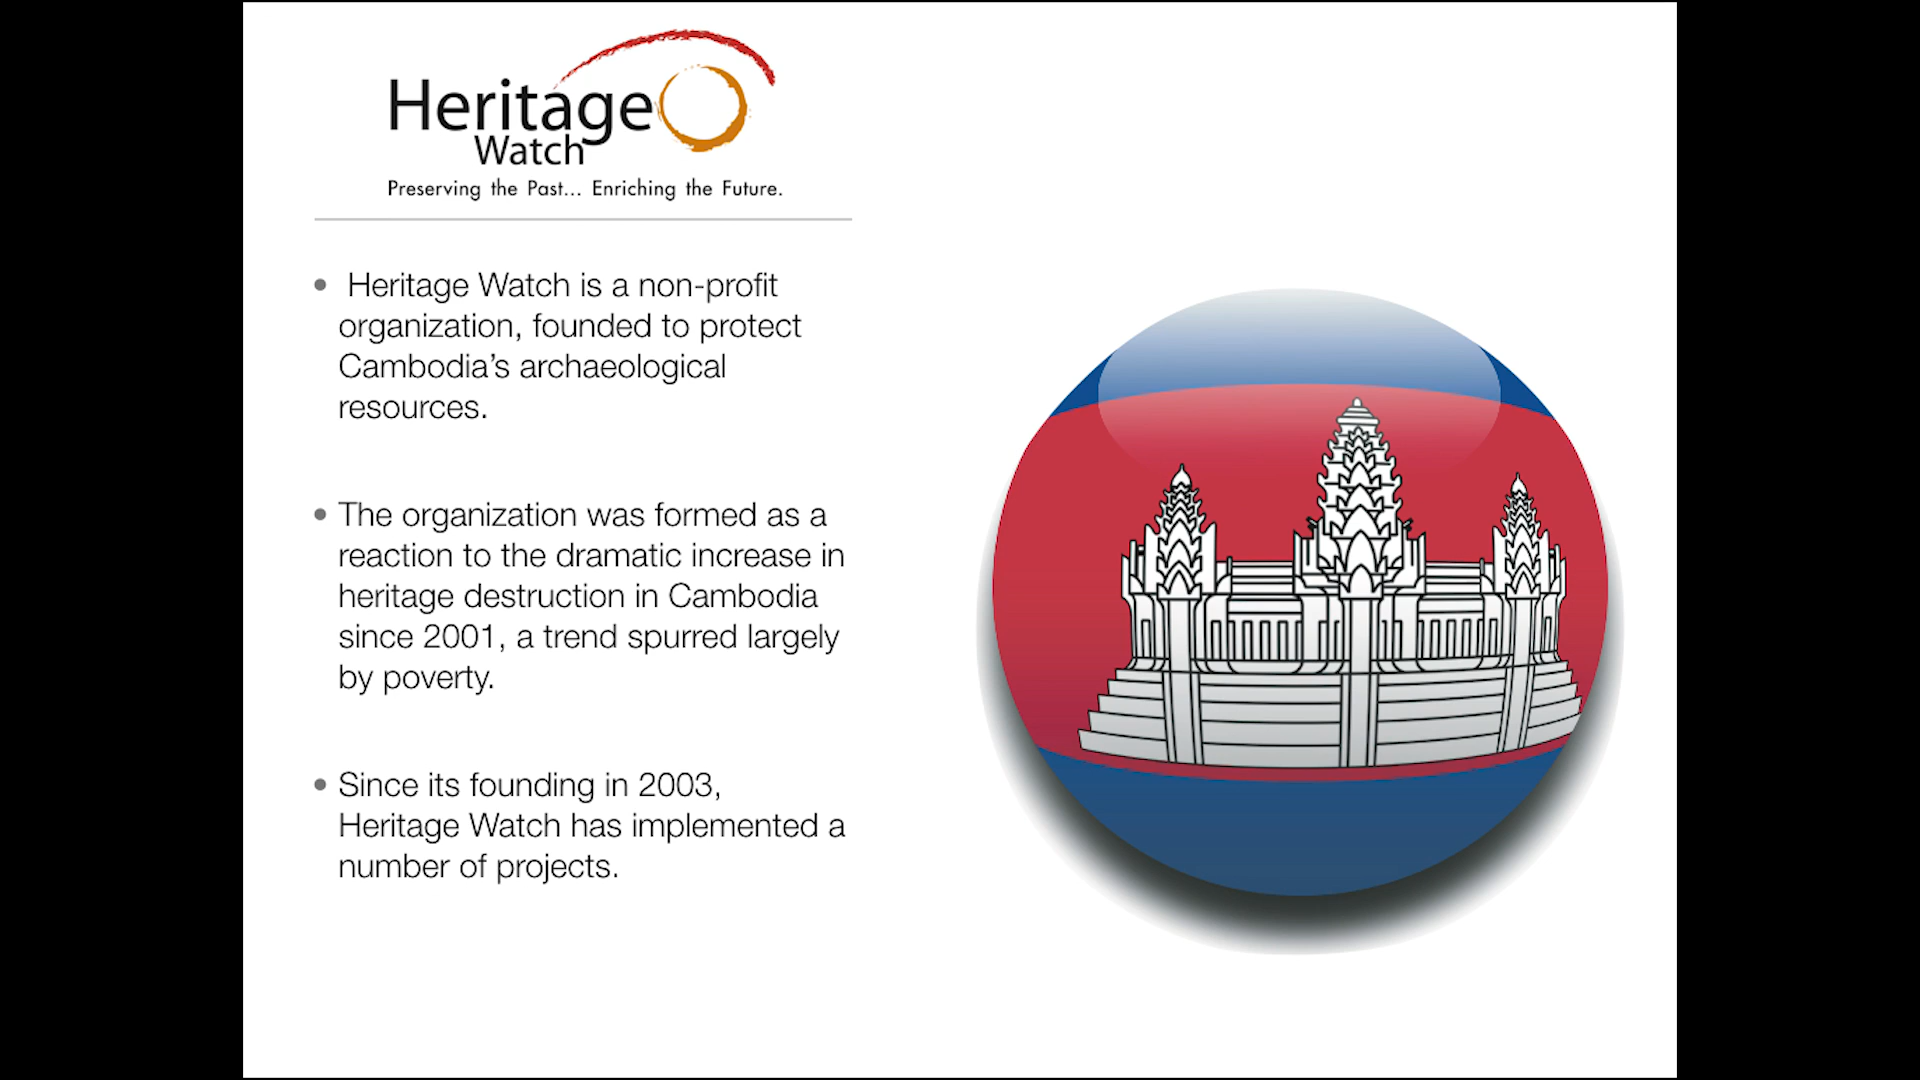 Heritage
Watch
Preserving the Past... Enriching the Future.
• Heritage Watch is a non-profit
organization, founded to protect
Cambodia’s archaeological
resources.
• The organization was formed as a
reaction to the dramatic increase in
heritage destruction in Cambodia
since 2001, a trend spurred largely
by poverty.
• Since its founding in 2003,
Heritage Watch has implemented a
number of projects.